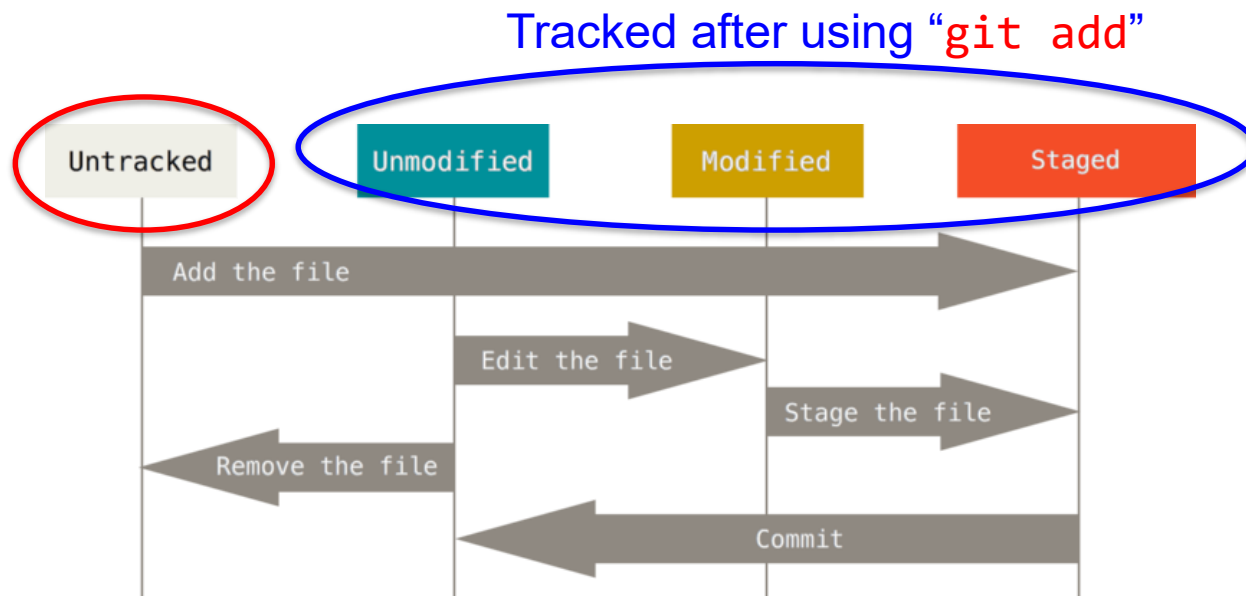 Tracked after using “git add”
Untracked
Unmodified
Modified
Staged
Add the file
Edit the file
Stage the file
Remove the file
Commit